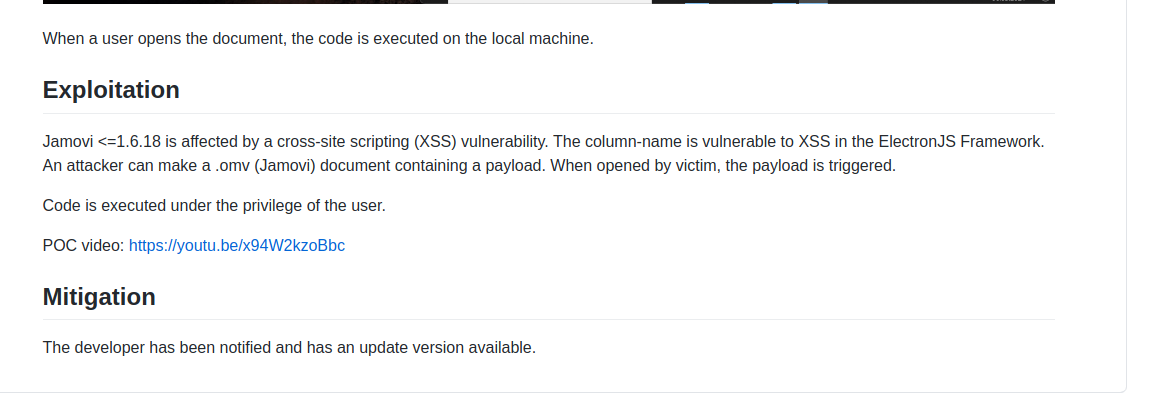 When a user opens the document, the code is executed on the local machine.
Exploitation
Jamovi <=1.6.18 is affected by a cross-site scripting (XSS) vulnerability. The column-name is vulnerable to XSS in the ElectronJS Framework.
An attacker can make a .omv (Jamovi) document containing a payload. When opened by victim, the payload is triggered.
Code is executed under the privilege of the user.
POC video: https://youtu.be/x94W2kzoBbc
Mitigation
The developer has been notified and has an update version available.